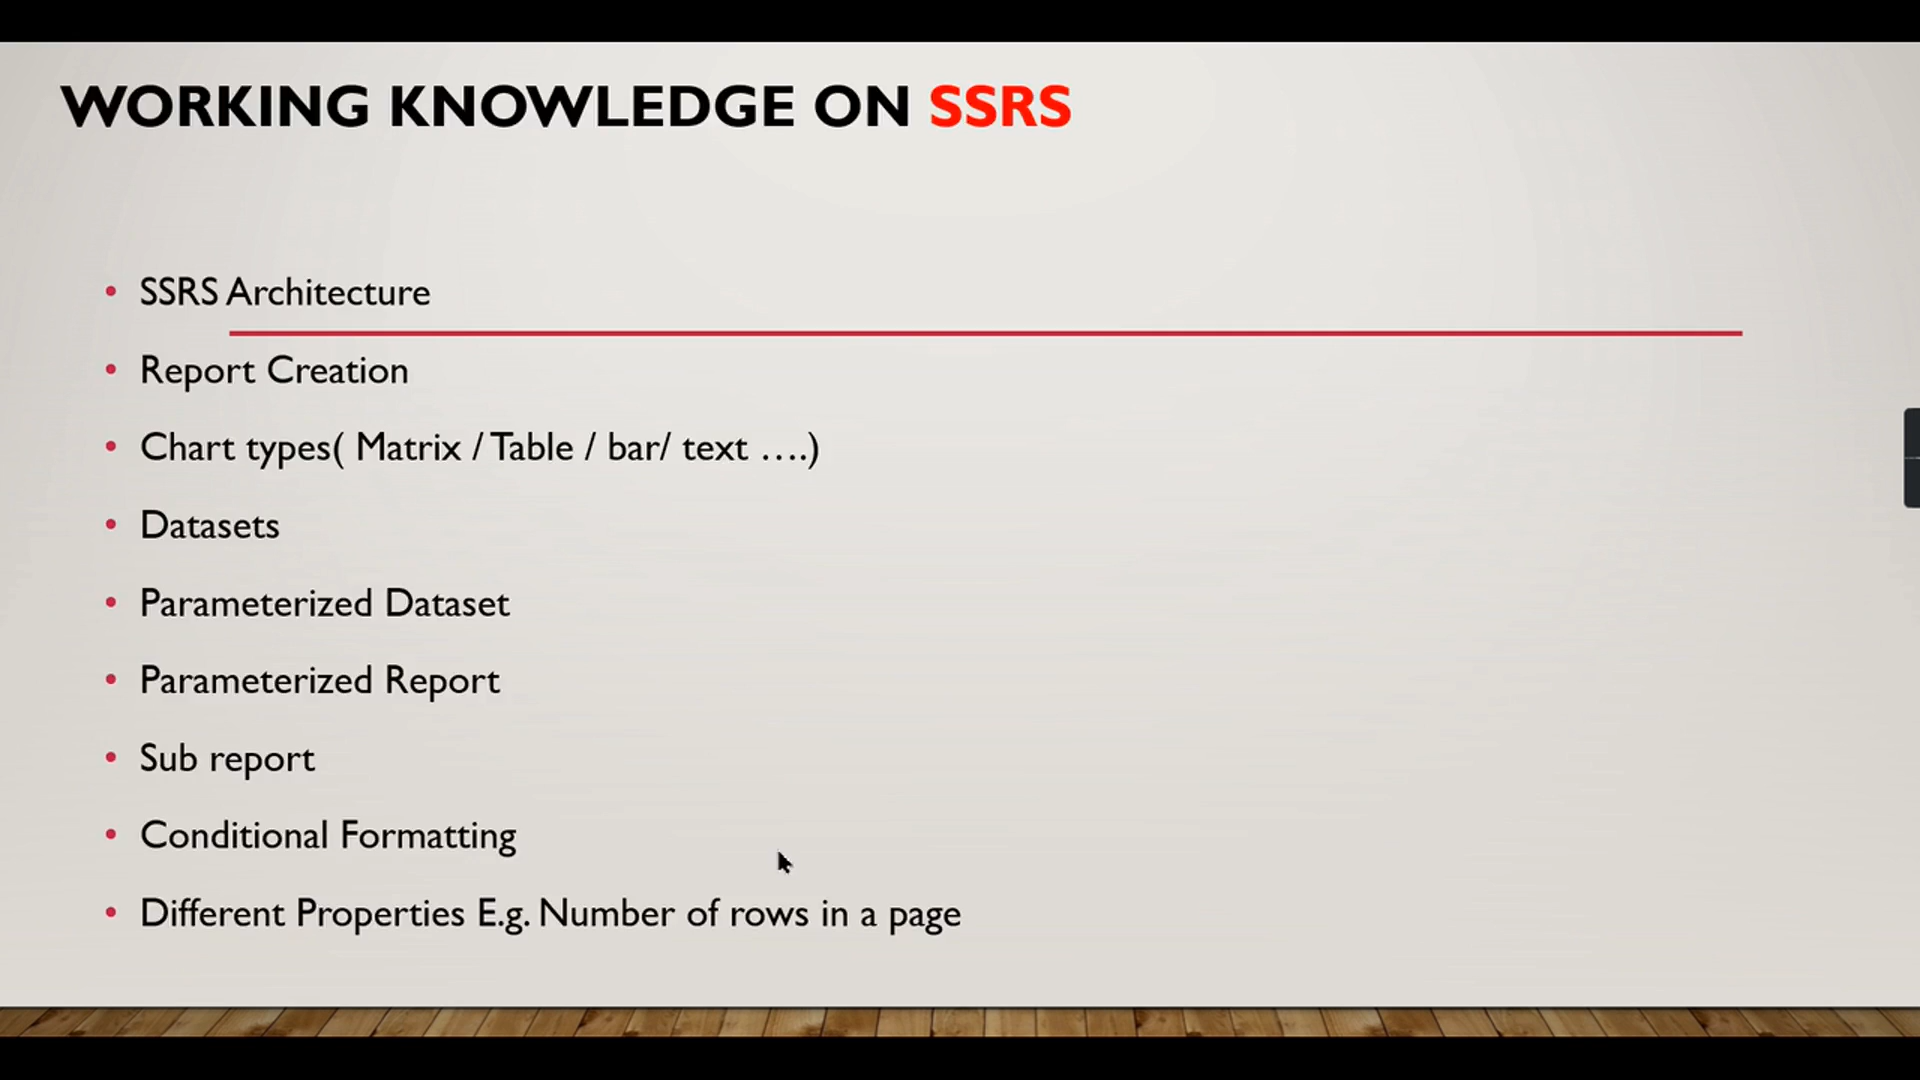 WORKING KNOWLEDGE ON SSRS
• SSRS Architecture
• Report Creation
• Chart types( Matrix / Table / bar/ text ….)
• Datasets
• Parameterized Dataset
• Parameterized Report
• Sub report
• Conditional Formatting
• Different Properties E.g. Number of rows in a page